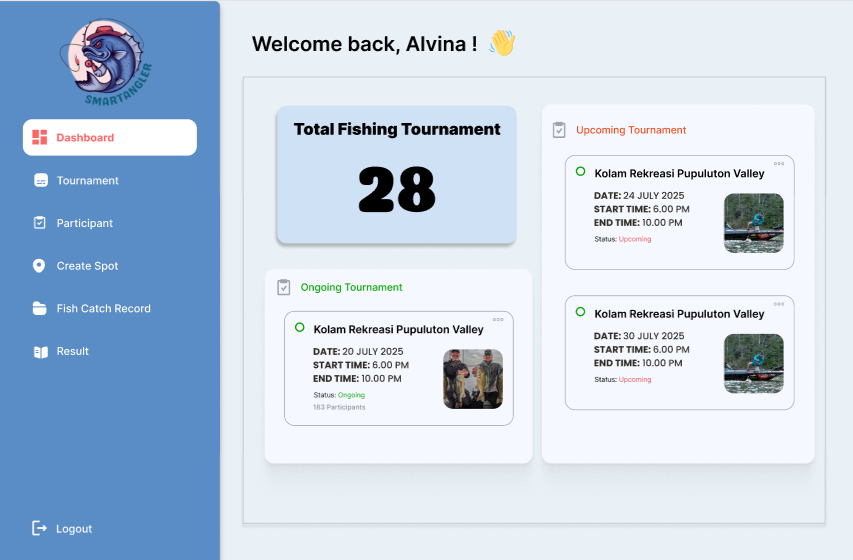 SMARTANGLER
Dashboard
Tournament
Participant
Create Spot
Fish Catch Record
Result
Logout
Welcome back, Alvina ! 👋
Total Fishing Tournament
28
Ongoing Tournament
Kolam Rekreasi Pupuluton Valley
DATE: 20 JULY 2025
START TIME: 6.00 PM
END TIME: 10.00 PM
Status: Ongoing
183 Participants
Upcoming Tournament
Kolam Rekreasi Pupuluton Valley
DATE: 24 JULY 2025
START TIME: 6.00 PM
END TIME: 10.00 PM
Status: Upcoming
Kolam Rekreasi Pupuluton Valley
DATE: 30 JULY 2025
START TIME: 6.00 PM
END TIME: 10.00 PM
Status: Upcoming